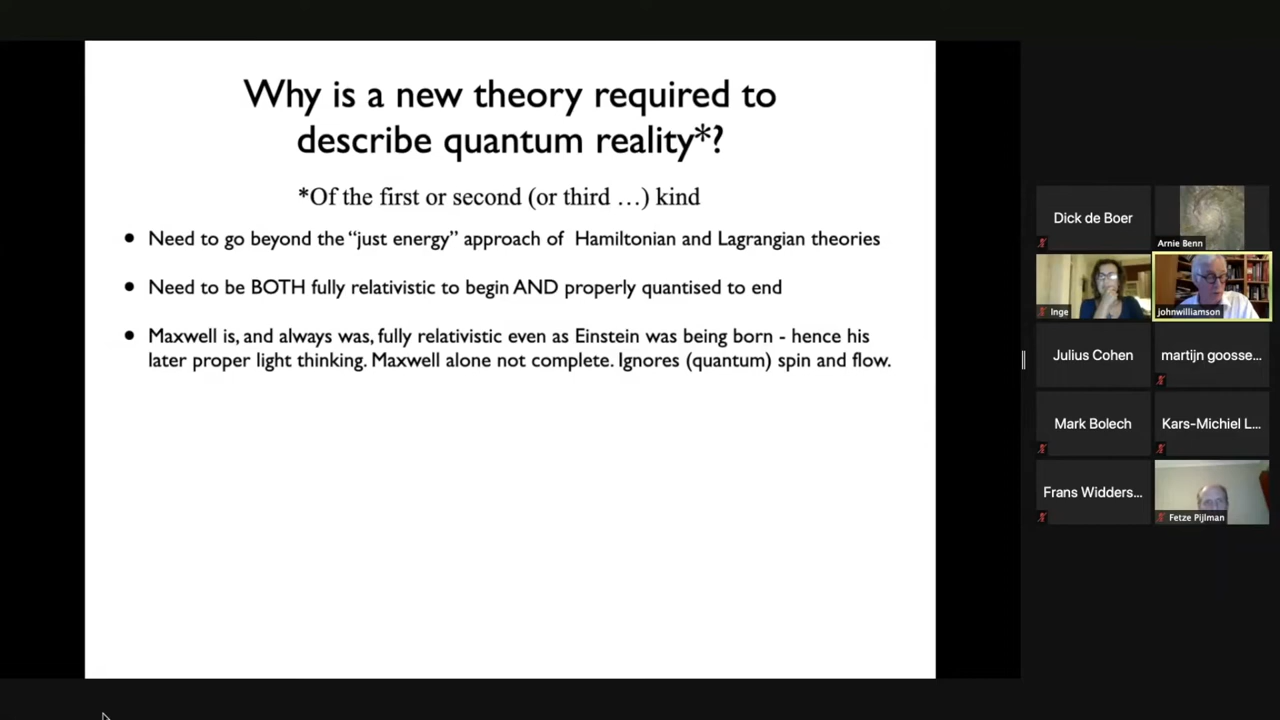 Why is a new theory required to
describe quantum reality*?
*Of the first or second (or third …) kind
• Need to go beyond the “just energy” approach of Hamiltonian and Lagrangian theories
• Need to be BOTH fully relativistic to begin AND properly quantised to end
• Maxwell is, and always was, fully relativistic even as Einstein was being born - hence his
later proper light thinking. Maxwell alone not complete. Ignores (quantum) spin and flow.
Dick de Boer
Arnie Benn
Inge
johnwilliamson
Julius Cohen
martijn goosse...
Mark Bolech
Kars-Michiel L...
Frans Widders...
Fetze Pijlman